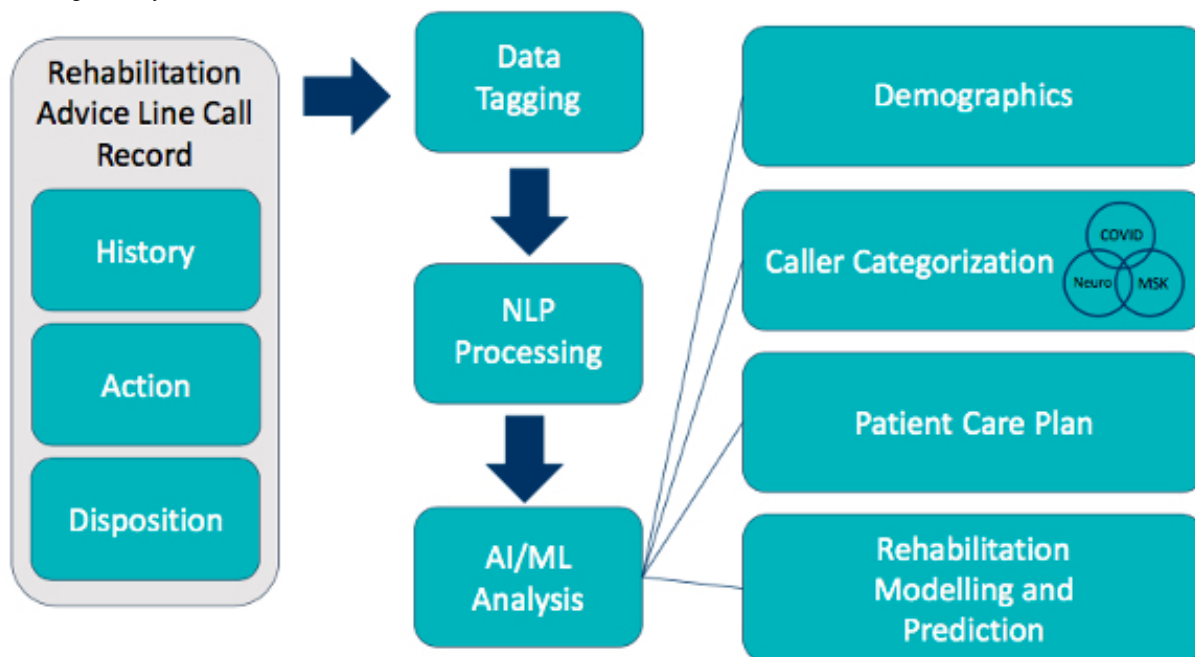 Rehabilitation
Advice Line Call
Record
History
Action
Disposition
Data
Tagging
NLP
Processing
AI/ML
Analysis
Demographics
Caller Categorization
COVID
Neuro
MSK
Patient Care Plan
Rehabilitation
Modelling and
Prediction